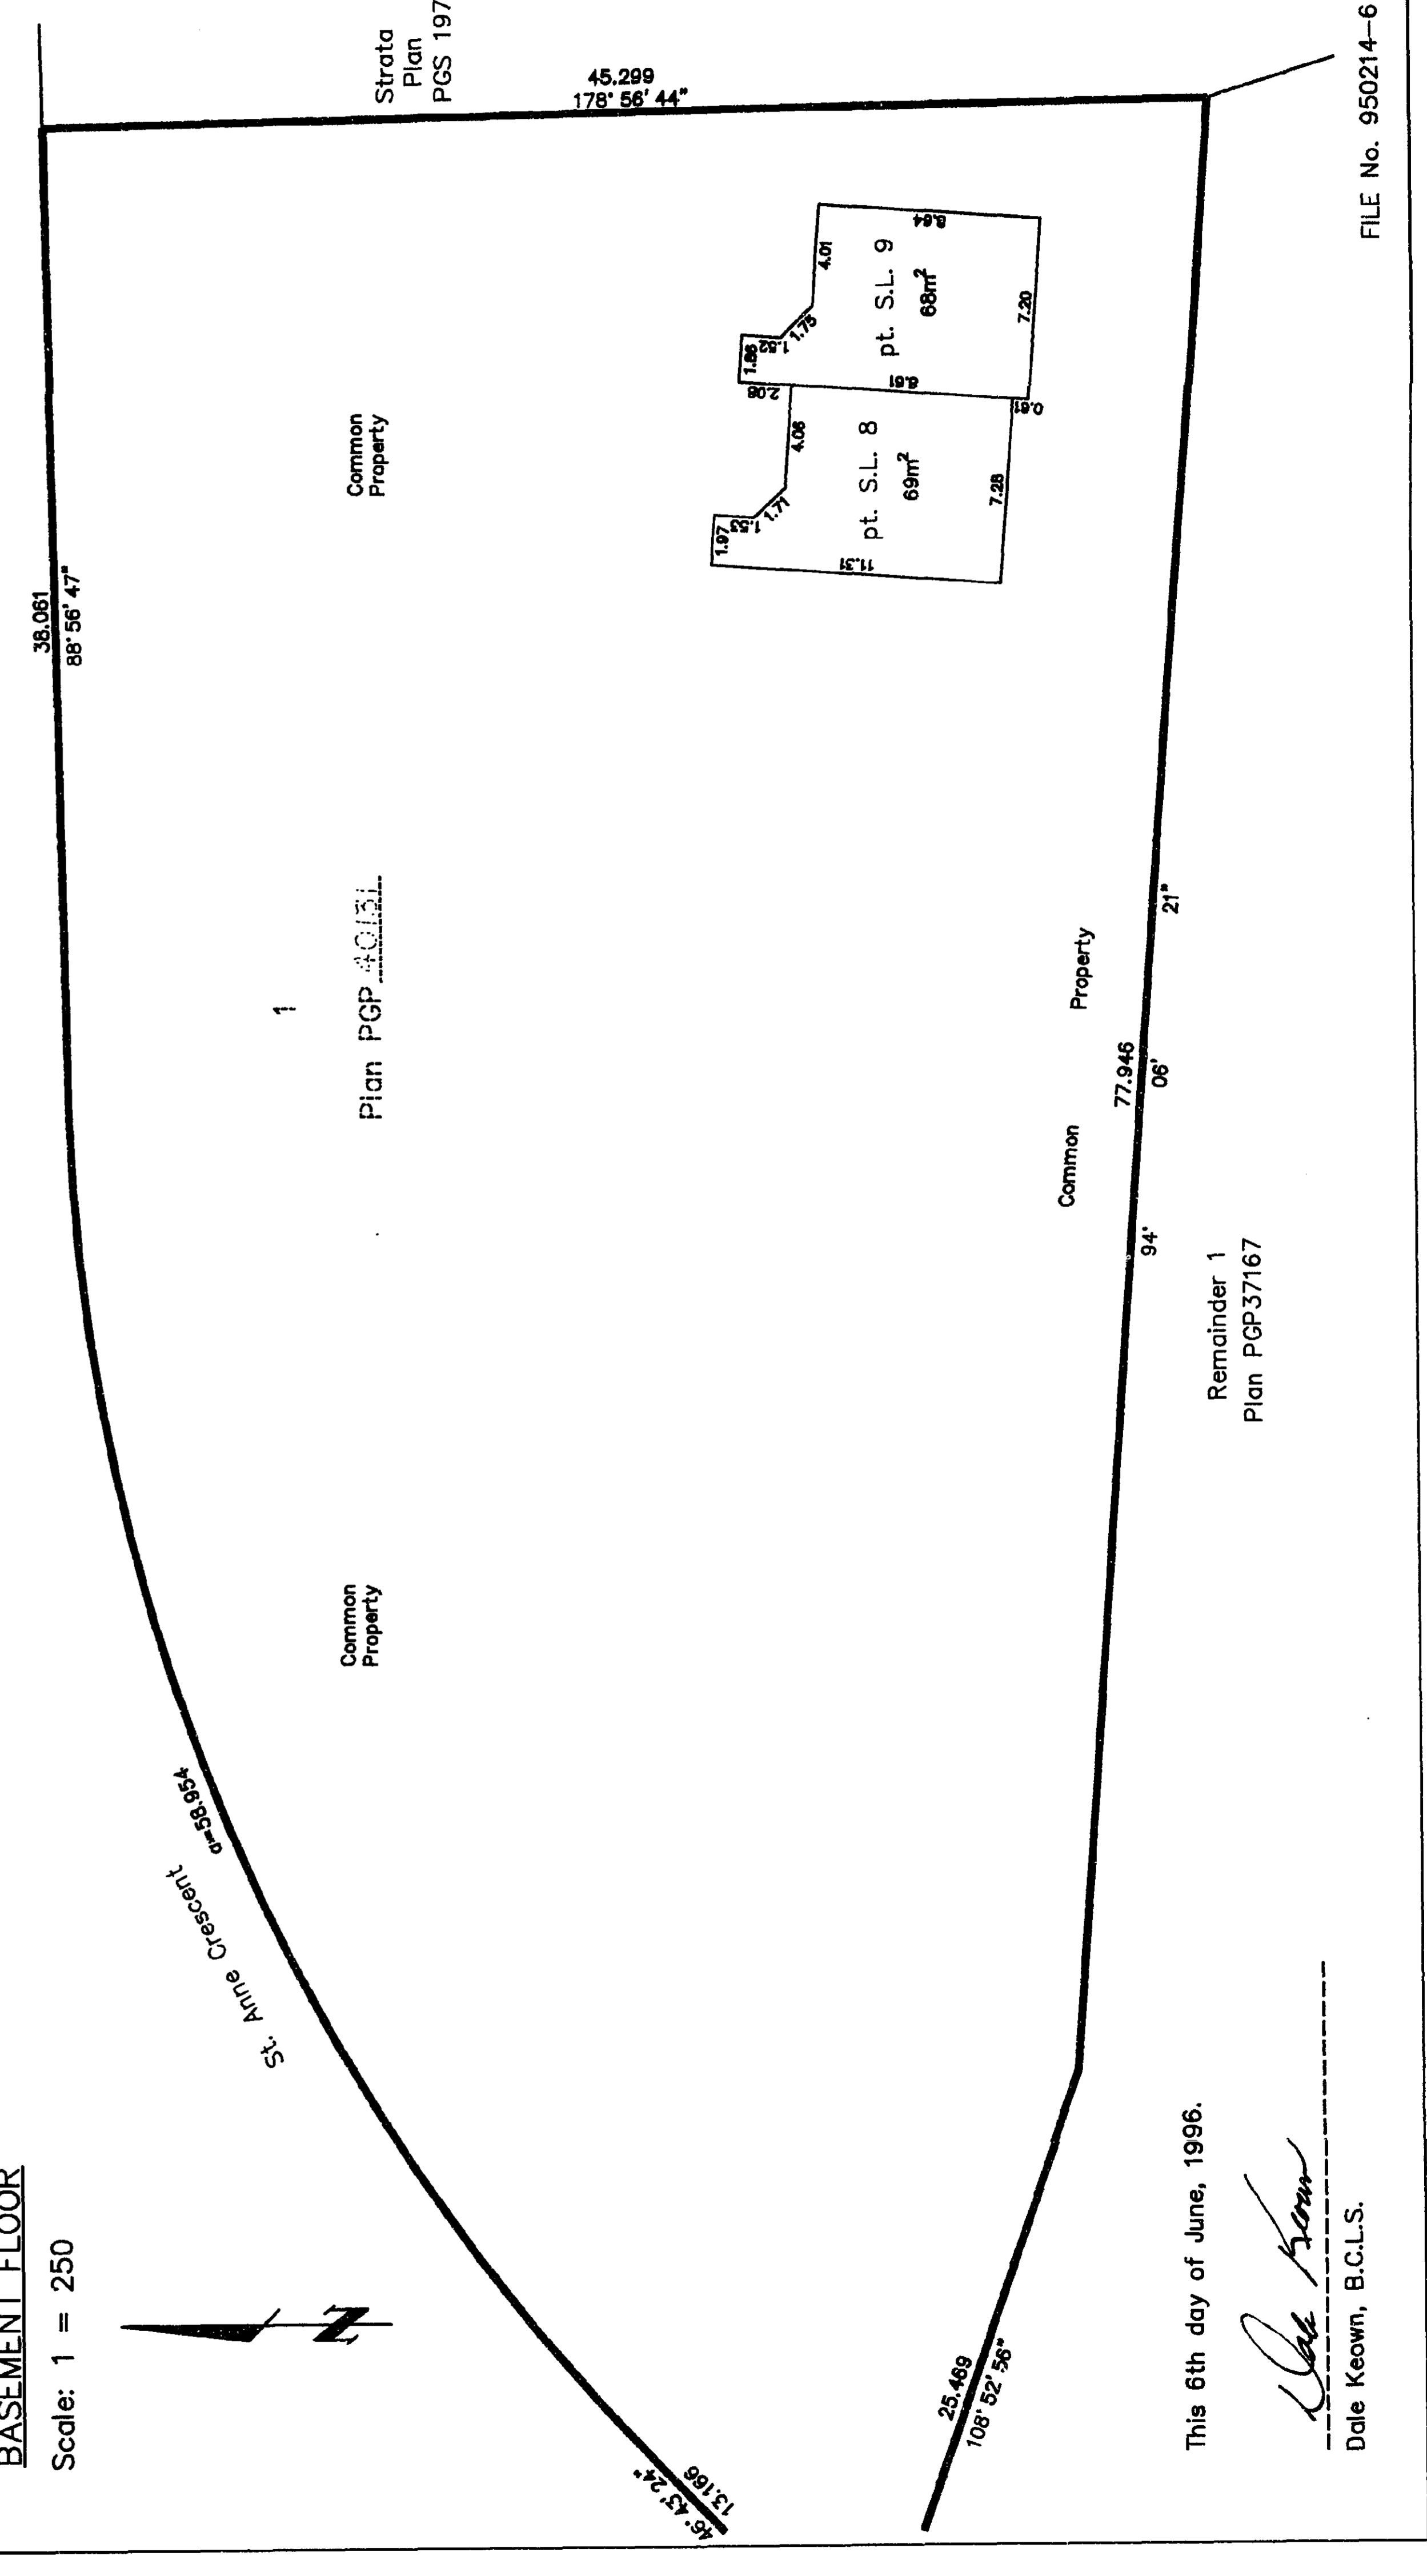 BASEMENT FLOOR
Scale: 1 = 250
N
St. Anne Crescent
a=58.954
38.061
88° 56' 47"
Strata
Plan
PGS 197
45.299
178° 56' 44"
1
Plan PGP 40131
Common
Property
Common
Property
1.97
1.52
1.71
4.06
11.31
pt. S.L. 8
69m²
7.28
1.86
2.08
1.52
1.75
4.01
8.61
pt. S.L. 9
68m²
8.64
7.20
0.61
Common Property
77.946
94° 06' 21"
46° 43' 24"
13.166
25.469
108° 52' 56"
Remainder 1
Plan PGP37167
This 6th day of June, 1996.
Dale Keown
Dale Keown, B.C.L.S.
FILE No. 950214-6